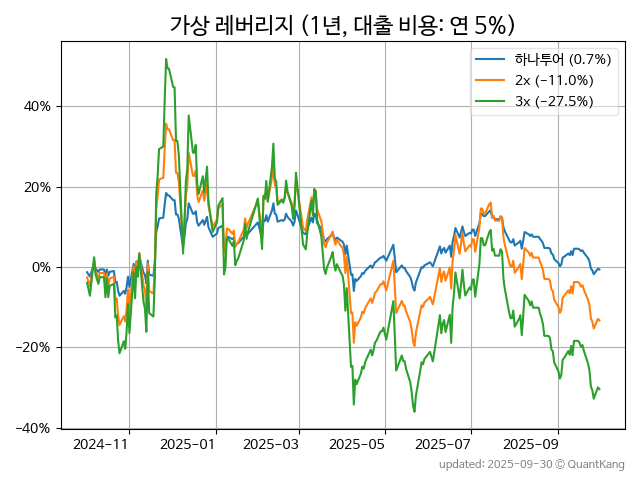 가상 레버리지 (1년, 대출 비용: 연 5%)
하나투어 (0.7%)
2x (−11.0%)
3x (−27.5%)
40%
20%
0%
−20%
−40%
2024-11 2025-01 2025-03 2025-05 2025-07 2025-09
updated: 2025-09-30 © QuantKang